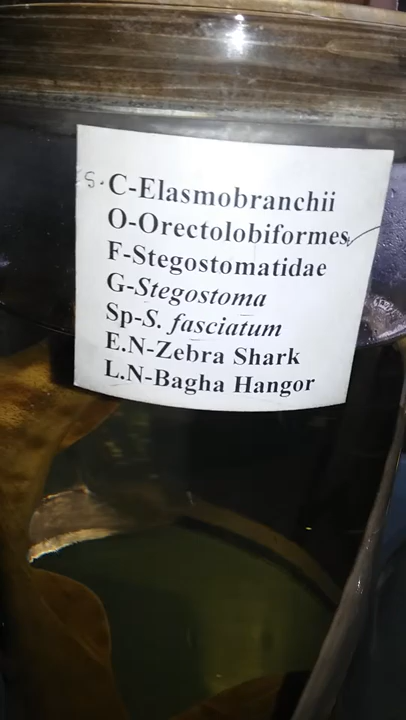 S. C-Elasmobranchii
O-Orectolobiformes
F-Stegostomatidae
G-Stegostoma
Sp-S. fasciatum
E.N-Zebra Shark
L.N-Bagha Hangor